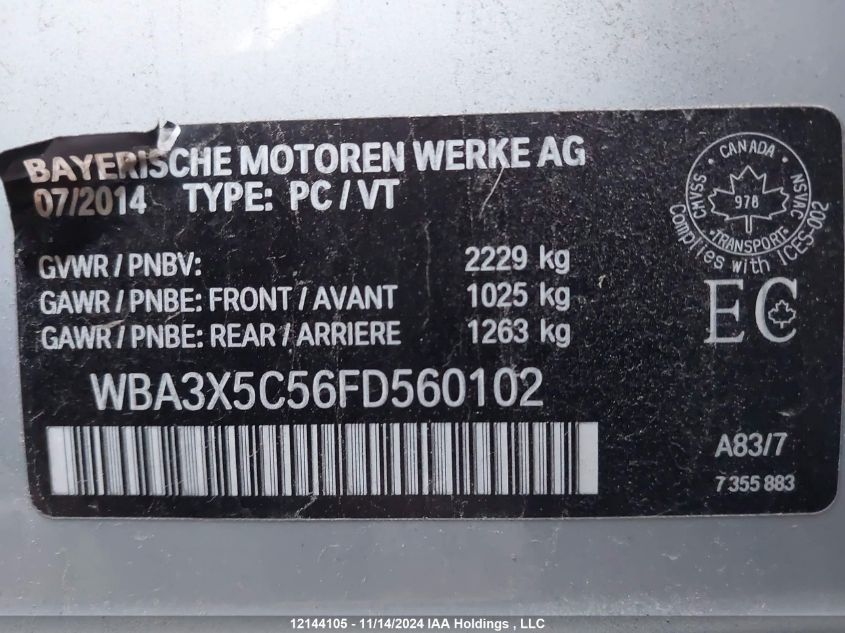 BAYERISCHE MOTOREN WERKE AG
07/2014 TYPE: PC / VT
GVWR / PNBV: 2229 kg
GAWR / PNBE: FRONT / AVANT 1025 kg
GAWR / PNBE: REAR / ARRIERE 1263 kg
WBA3X5C56FD560102
CANADA
CMVSS
NSVAC
978
TRANSPORT
Complies with ICES-002
EC
A83/7
7 355 883
12144105 - 11/14/2024 IAA Holdings , LLC